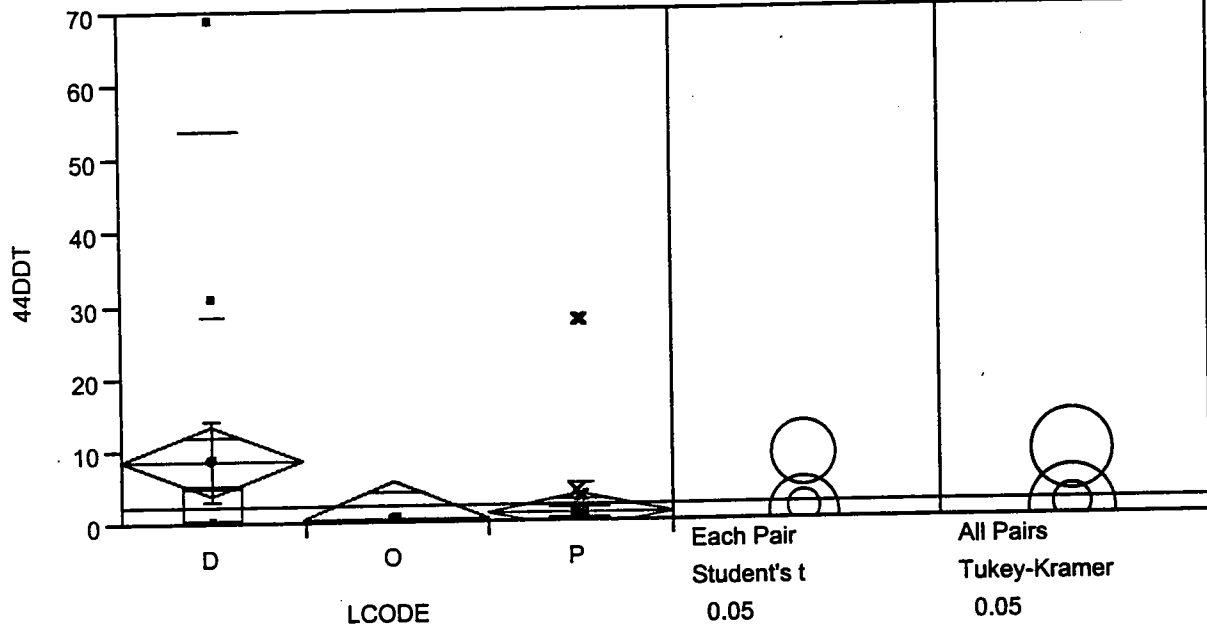 70
60
50
40
30
20
10
0
44DDT
D
O
P
LCODE
Each Pair
Student's t
0.05
All Pairs
Tukey-Kramer
0.05